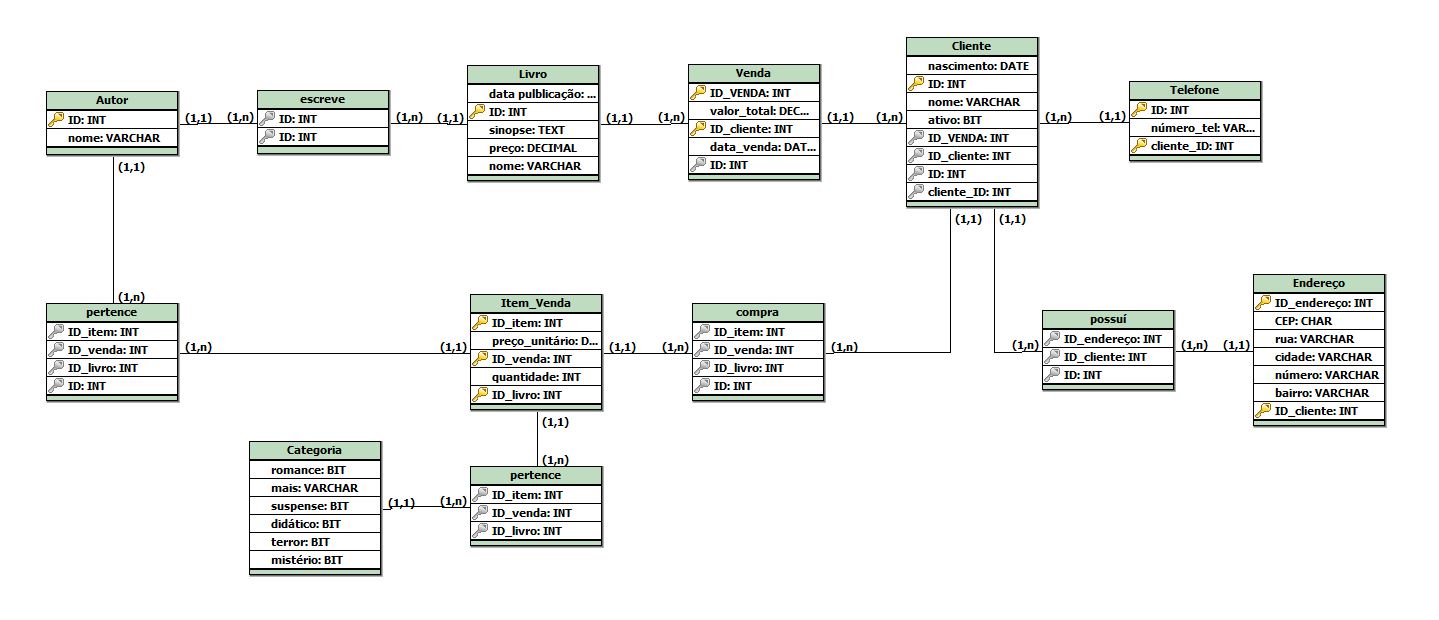 Autor
ID: INT
nome: VARCHAR
(1,1)
(1,n)
escreve
ID: INT
ID: INT
(1,n)
(1,1)
Livro
data pulblicação: ...
ID: INT
sinopse: TEXT
preço: DECIMAL
nome: VARCHAR
(1,1)
(1,n)
Venda
ID_VENDA: INT
valor_total: DEC...
ID_cliente: INT
data_venda: DAT...
ID: INT
(1,1)
(1,n)
Cliente
nascimento: DATE
ID: INT
nome: VARCHAR
ativo: BIT
ID_VENDA: INT
ID_cliente: INT
ID: INT
cliente_ID: INT
(1,n)
(1,1)
Telefone
ID: INT
número_tel: VAR...
cliente_ID: INT
(1,1)
(1,1)
(1,1)
(1,n)
pertence
ID_item: INT
ID_venda: INT
ID_livro: INT
ID: INT
(1,n)
(1,1)
Item_Venda
ID_item: INT
preço_unitário: D...
ID_venda: INT
quantidade: INT
ID_livro: INT
(1,1)
(1,n)
compra
ID_item: INT
ID_venda: INT
ID_livro: INT
ID: INT
(1,n)
(1,n)
possuí
ID_endereço: INT
ID_cliente: INT
ID: INT
(1,n)
(1,1)
Endereço
ID_endereço: INT
CEP: CHAR
rua: VARCHAR
cidade: VARCHAR
número: VARCHAR
bairro: VARCHAR
ID_cliente: INT
(1,1)
(1,n)
Categoria
romance: BIT
mais: VARCHAR
suspense: BIT
didático: BIT
terror: BIT
mistério: BIT
(1,1)
(1,n)
pertence
ID_item: INT
ID_venda: INT
ID_livro: INT